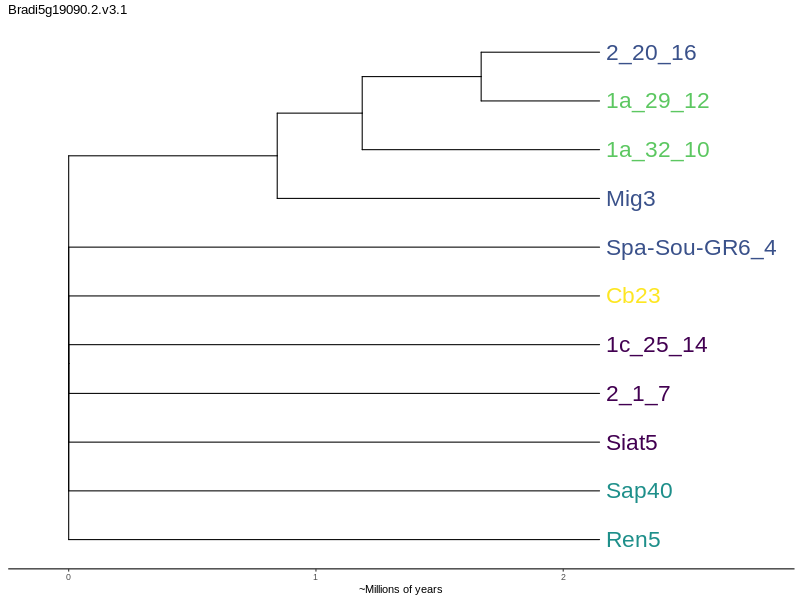 Bradi5g19090.2.v3.1
2_20_16
1a_29_12
1a_32_10
Mig3
Spa-Sou-GR6_4
Cb23
1c_25_14
2_1_7
Siat5
Sap40
Ren5
0 1 2
~Millions of years